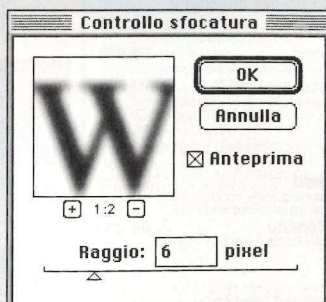 Controllo sfocatura
W
OK
Annulla
Anteprima
+ 1:2 -
Raggio: 6 pixel